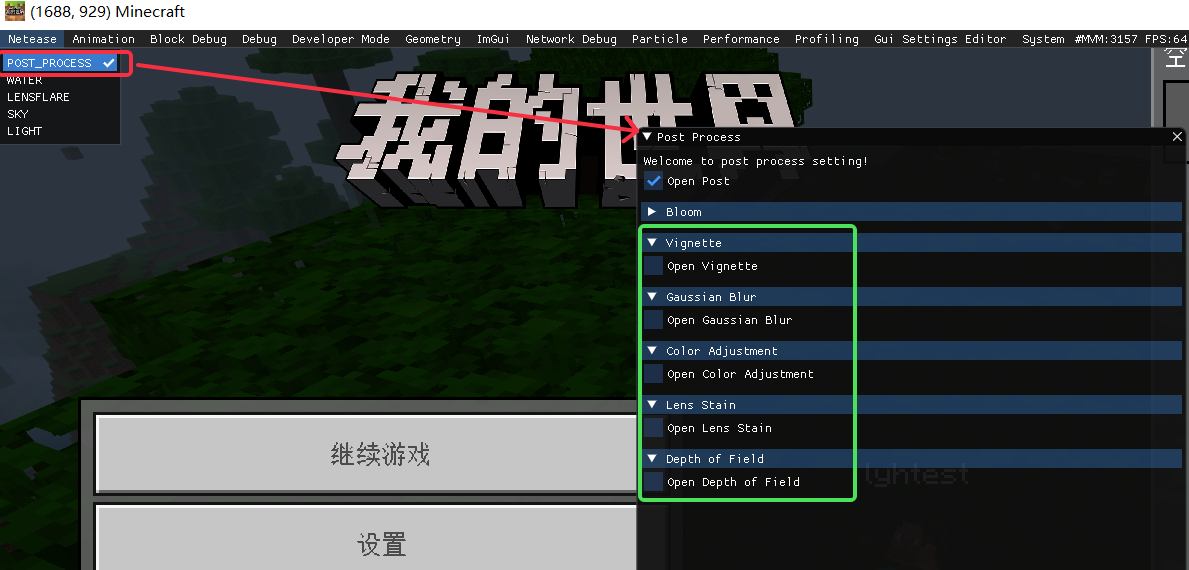 (1688, 929) Minecraft
Netease Animation Block Debug Debug Developer Mode Geometry ImGui Network Debug Particle Performance Profiling Gui Settings Editor System #MVM:3157 FPS:64
POST_PROCESS
WATER
LENSFLARE
SKY
LIGHT
空
我的世界
Post Process
Welcome to post process setting!
Open Post
Bloom
Vignette
Open Vignette
Gaussian Blur
Open Gaussian Blur
Color Adjustment
Open Color Adjustment
Lens Stain
Open Lens Stain
Depth of Field
Open Depth of Field
lyhtest
继续游戏
设置